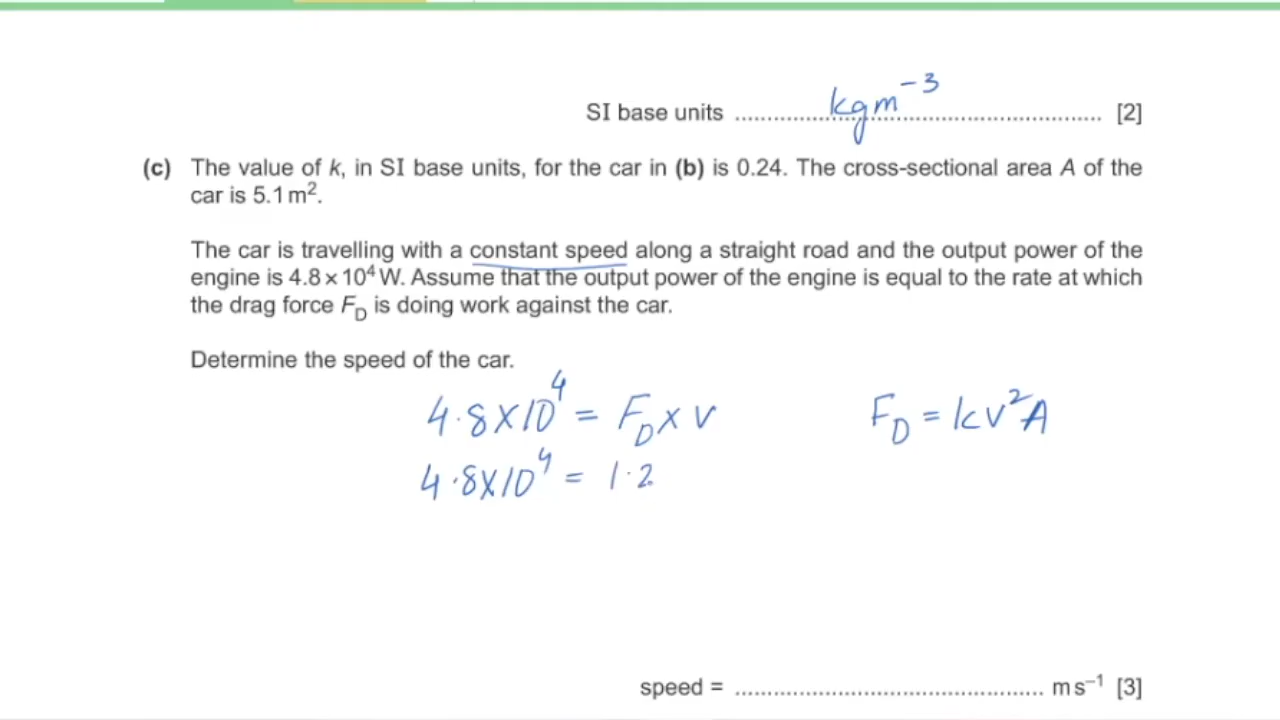 SI base units ................................................ kgm⁻³ [2]
(c) The value of k, in SI base units, for the car in (b) is 0.24. The cross-sectional area A of the
car is 5.1 m².
The car is travelling with a constant speed along a straight road and the output power of the
engine is 4.8 × 10⁴ W. Assume that the output power of the engine is equal to the rate at which
the drag force F_D is doing work against the car.
Determine the speed of the car.
4.8×10⁴ = F_D × v F_D = kv²A
4.8×10⁴ = 1.2
speed = ................................................ m s⁻¹ [3]